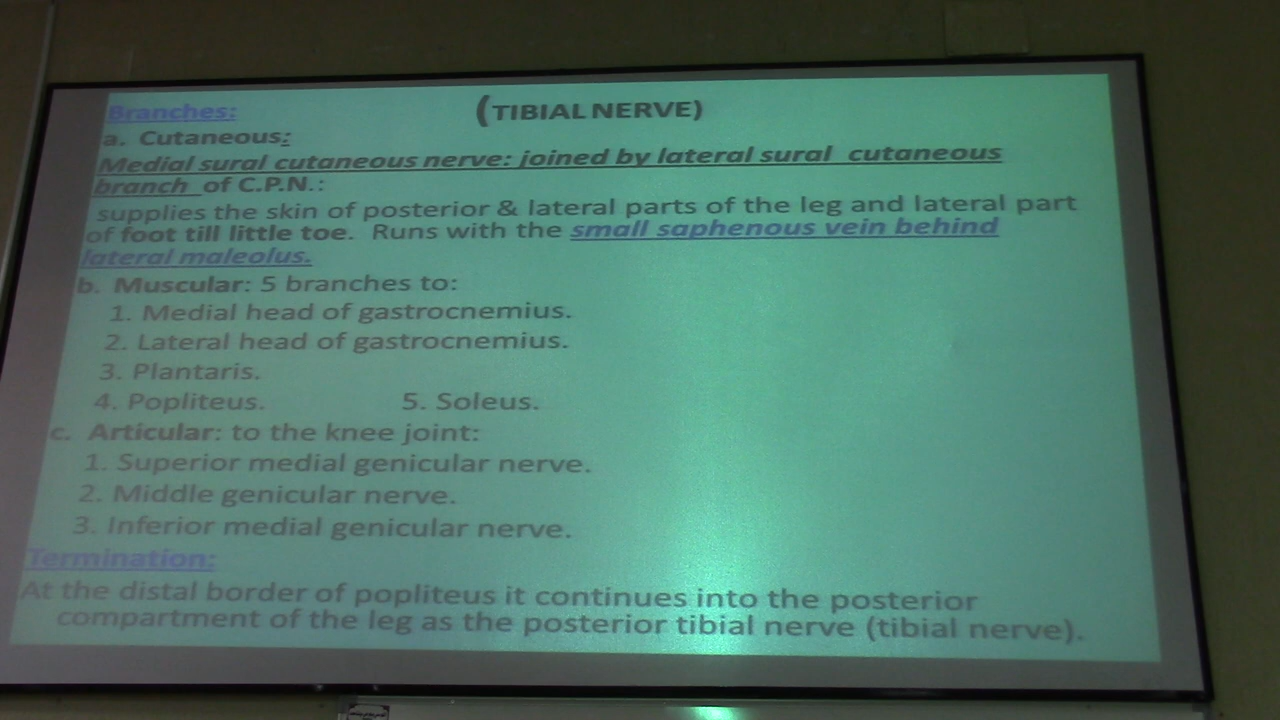 (TIBIAL NERVE)
Branches:
a. Cutaneous:
Medial sural cutaneous nerve: joined by lateral sural cutaneous
branch of C.P.N.:
supplies the skin of posterior & lateral parts of the leg and lateral part
of foot till little toe. Runs with the small saphenous vein behind
lateral maleolus.
b. Muscular: 5 branches to:
1. Medial head of gastrocnemius.
2. Lateral head of gastrocnemius.
3. Plantaris.
4. Popliteus. 5. Soleus.
c. Articular: to the knee joint:
1. Superior medial genicular nerve.
2. Middle genicular nerve.
3. Inferior medial genicular nerve.
Termination:
At the distal border of popliteus it continues into the posterior
compartment of the leg as the posterior tibial nerve (tibial nerve).